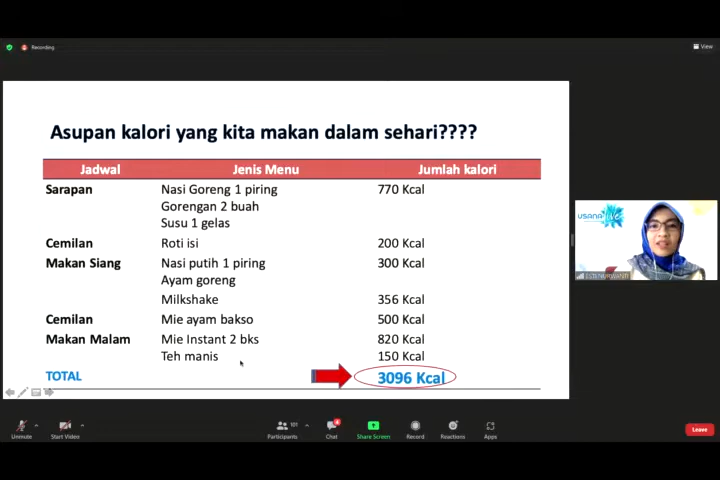 Recording
View
Asupan kalori yang kita makan dalam sehari????
Jadwal Jenis Menu Jumlah kalori
Sarapan Nasi Goreng 1 piring 770 Kcal
Gorengan 2 buah
Susu 1 gelas
Cemilan Roti isi 200 Kcal
Makan Siang Nasi putih 1 piring 300 Kcal
Ayam goreng
Milkshake 356 Kcal
Cemilan Mie ayam bakso 500 Kcal
Makan Malam Mie Instant 2 bks 820 Kcal
Teh manis 150 Kcal
TOTAL 3096 Kcal
USANA Live
Unmute Start Video Participants 101 Chat Share Screen Record Reactions Apps Leave